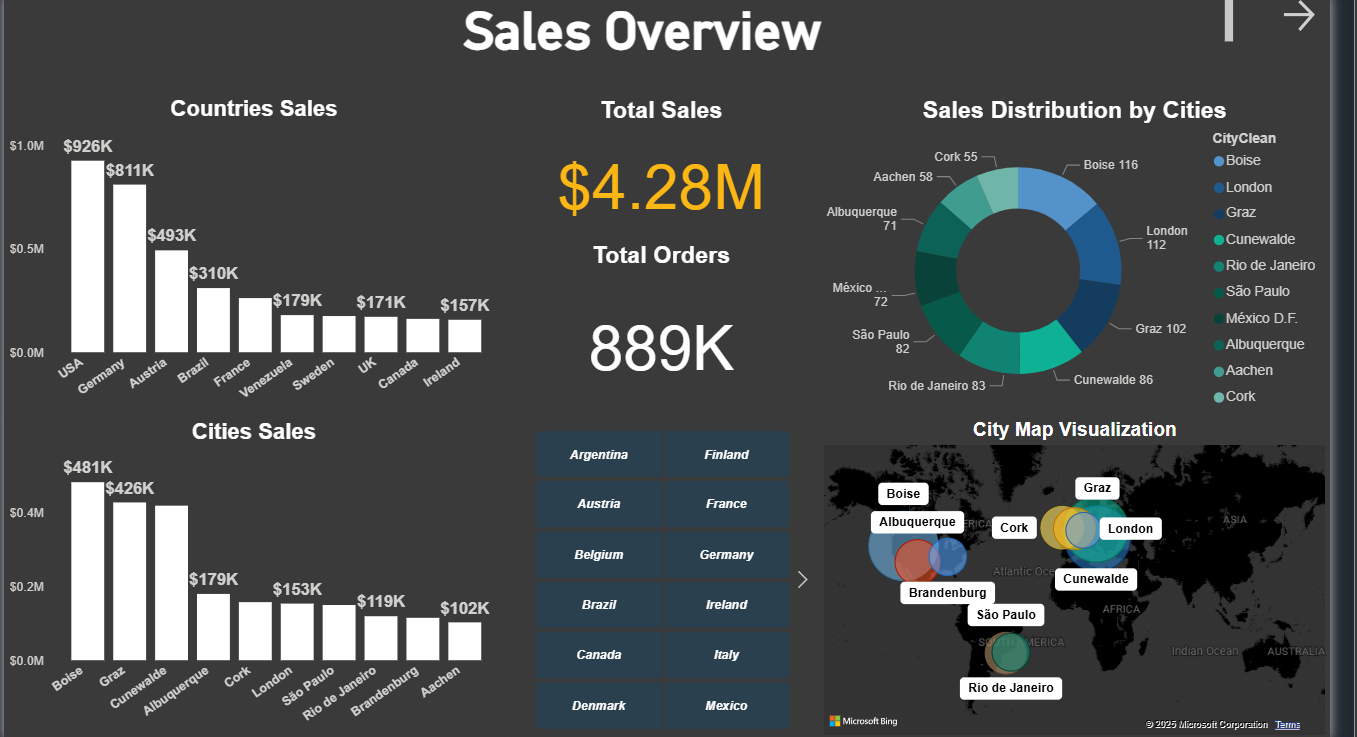 Sales Overview
Countries Sales
$1.0M
$0.5M
$0.0M
$926K
$811K
$493K
$310K
$179K
$171K
$157K
USA
Germany
Austria
Brazil
France
Venezuela
Sweden
UK
Canada
Ireland
Total Sales
$4.28M
Total Orders
889K
Sales Distribution by Cities
Cork 55
Boise 116
Aachen 58
Albuquerque
71
London
112
México ...
72
Graz 102
São Paulo
82
Cunewalde 86
Rio de Janeiro 83
CityClean
Boise
London
Graz
Cunewalde
Rio de Janeiro
São Paulo
México D.F.
Albuquerque
Aachen
Cork
Cities Sales
$0.4M
$0.2M
$0.0M
$481K
$426K
$179K
$153K
$119K
$102K
Boise
Graz
Cunewalde
Albuquerque
Cork
London
São Paulo
Rio de Janeiro
Brandenburg
Aachen
Argentina
Finland
Austria
France
Belgium
Germany
Brazil
Ireland
Canada
Italy
Denmark
Mexico
City Map Visualization
Boise
Graz
Albuquerque
Cork
London
ASIA
Atlantic Oce
Cunewalde
Brandenburg
São Paulo
AFRICA
Indian Ocean
AUSTRALIA
Rio de Janeiro
Microsoft Bing
© 2025 Microsoft Corporation Terms